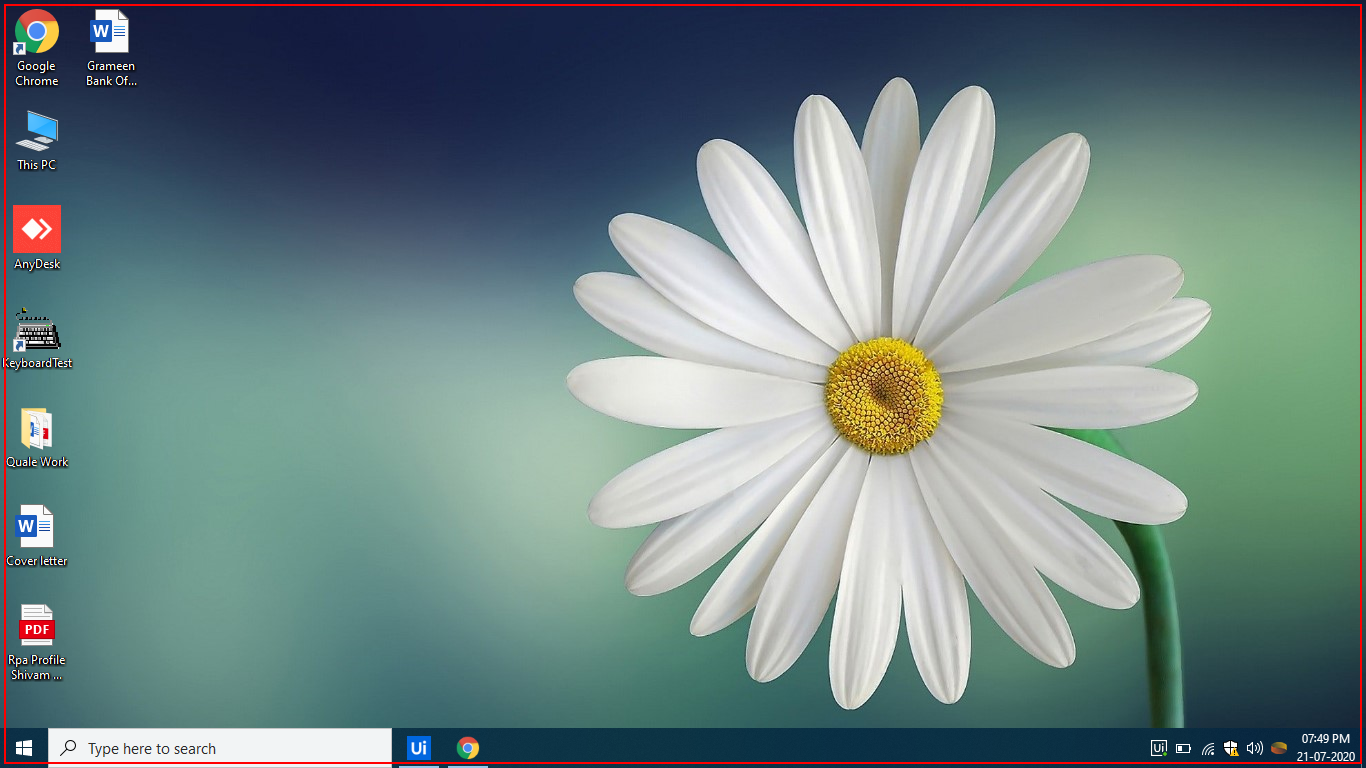 Google
Chrome
W
Grameen
Bank Of...
This PC
AnyDesk
KeyboardTest
Quale Work
W
Cover letter
PDF
Rpa Profile
Shivam ...
Type here to search
Ui
Ui
07:49 PM
21-07-2020